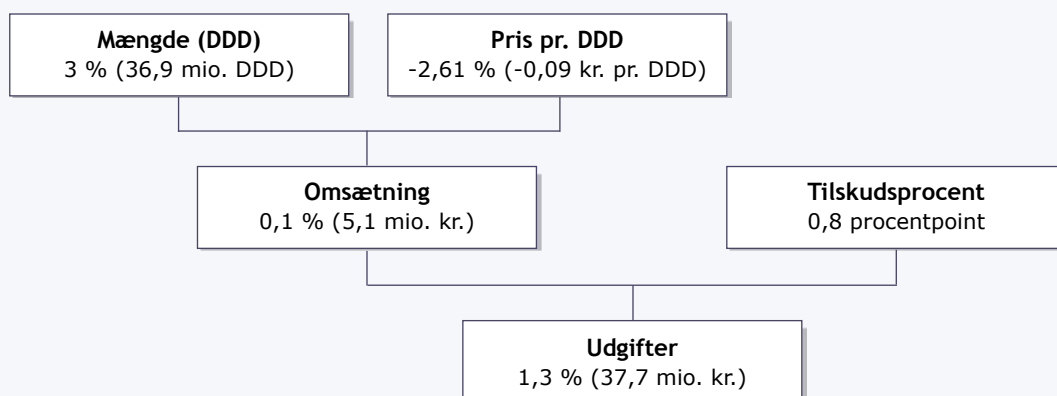 Mængde (DDD)
3 % (36,9 mio. DDD)
Pris pr. DDD
-2,61 % (-0,09 kr. pr. DDD)
Omsætning
0,1 % (5,1 mio. kr.)
Tilskudsprocent
0,8 procentpoint
Udgifter
1,3 % (37,7 mio. kr.)